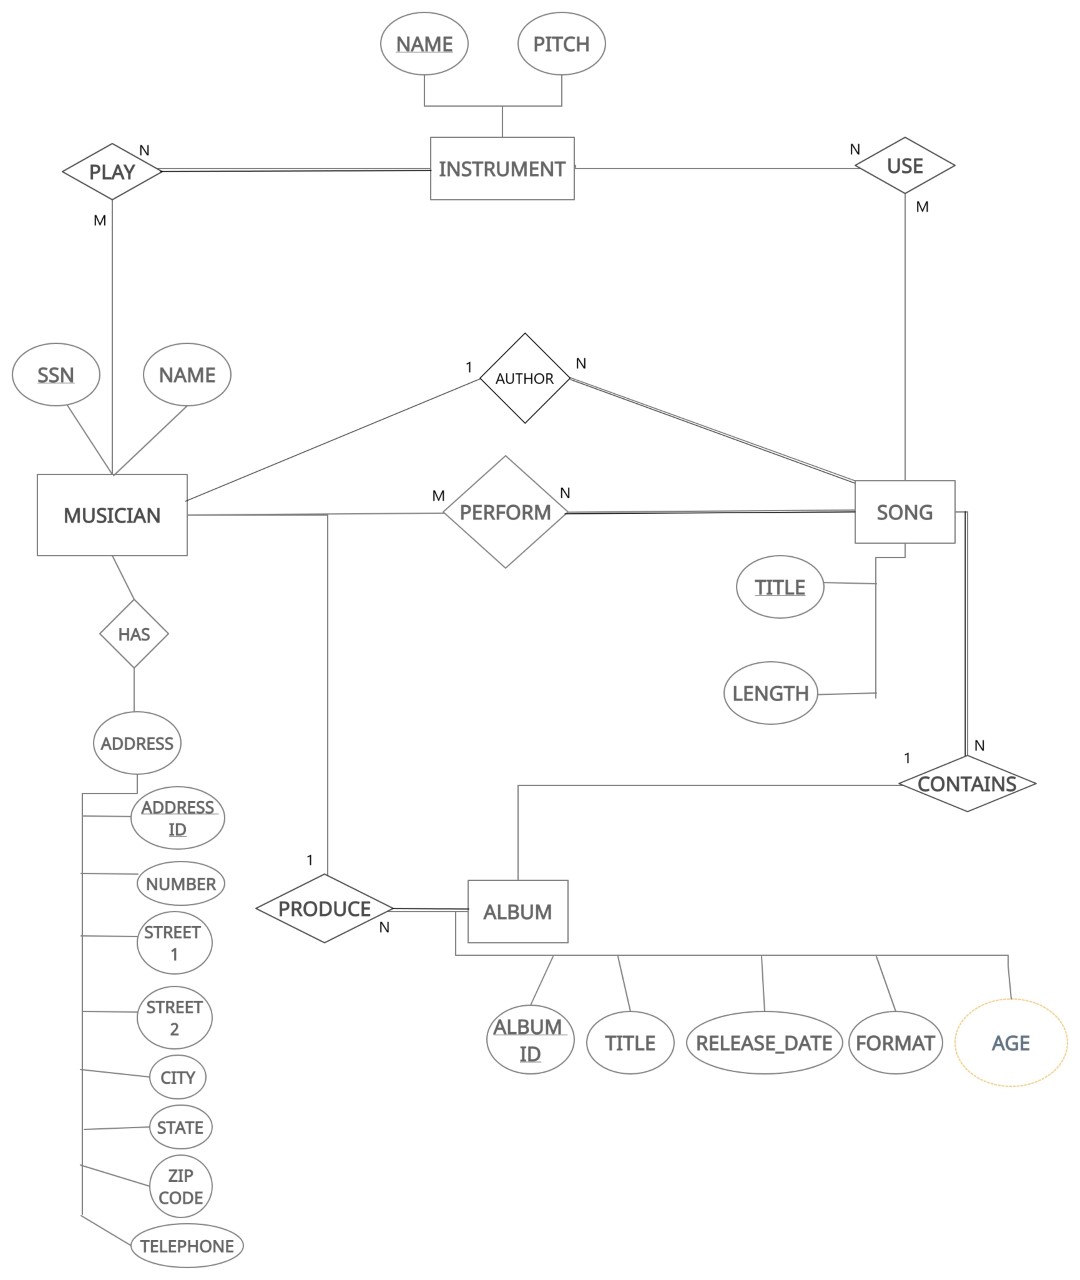 NAME
PITCH
N
PLAY
INSTRUMENT
N
USE
M
M
1
N
AUTHOR
SSN
NAME
MUSICIAN
M
N
PERFORM
SONG
TITLE
LENGTH
HAS
ADDRESS
N
1
CONTAINS
ADDRESS
ID
NUMBER
STREET
1
STREET
2
CITY
STATE
ZIP
CODE
TELEPHONE
1
PRODUCE
N
ALBUM
ALBUM
ID
TITLE
RELEASE_DATE
FORMAT
AGE